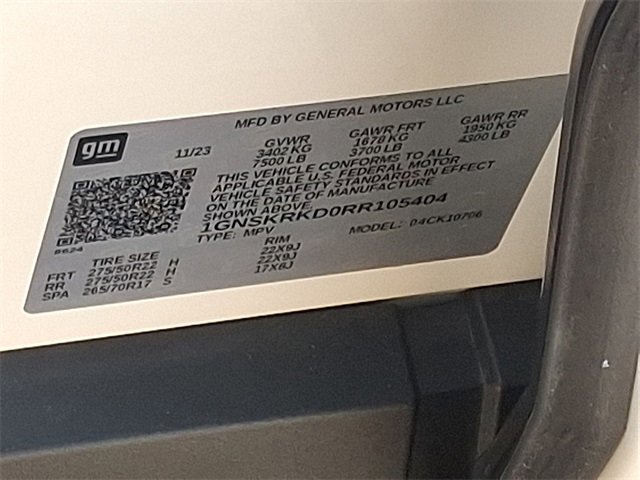 MFD BY GENERAL MOTORS LLC
gm
11/23
GVWR GAWR FRT GAWR RR
3402 KG 1678 KG 1950 KG
7500 LB 3700 LB 4300 LB
THIS VEHICLE CONFORMS TO ALL
APPLICABLE U.S. FEDERAL MOTOR
VEHICLE SAFETY STANDARDS IN EFFECT
ON THE DATE OF MANUFACTURE
SHOWN ABOVE.
1GNSKRKD0RR105404
TYPE: MPV MODEL: 04CK10706
8624
TIRE SIZE RIM
FRT 275/50R22 H 22X9J
RR 275/50R22 H 22X9J
SPA 265/70R17 S 17X8J